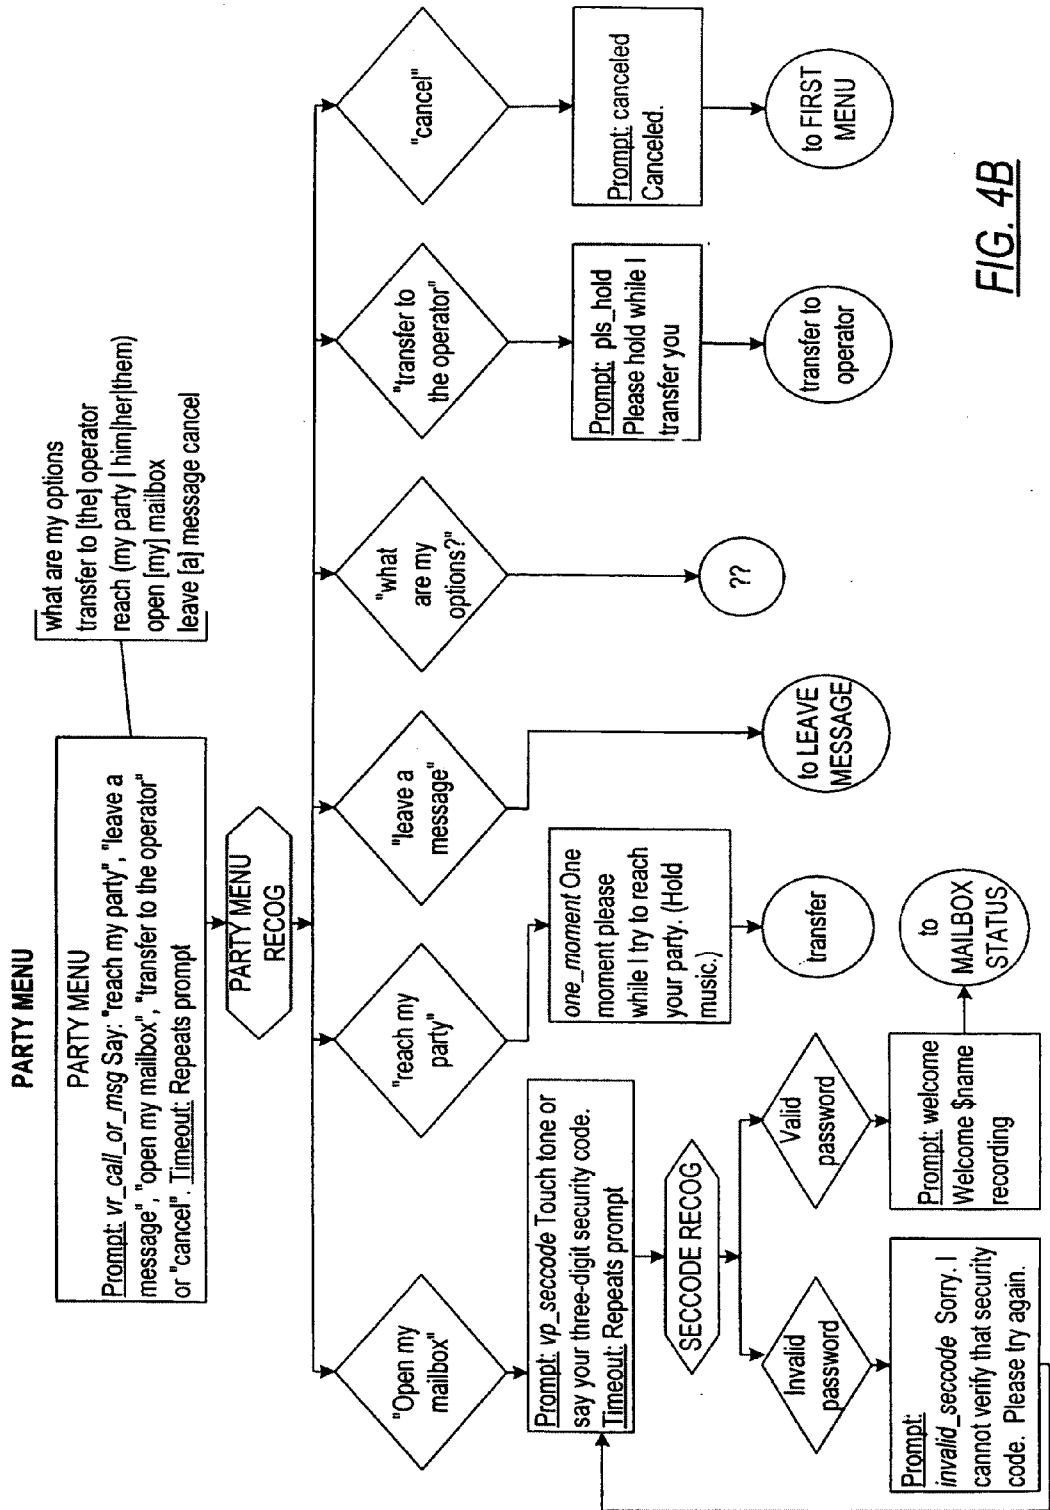 PARTY MENU
PARTY MENU
Prompt: vr_call_or_msg Say: "reach my party", "leave a
message", "open my mailbox", "transfer to the operator"
or "cancel". Timeout: Repeats prompt
what are my options
transfer to [the] operator
reach (my party | him|her|them)
open [my] mailbox
leave [a] message cancel
PARTY MENU
RECOG
"Open my
mailbox"
"reach my
party"
"leave a
message"
"what
are my
options?"
"transfer to
the operator"
"cancel"
Prompt: vp_seccode Touch tone or
say your three-digit security code.
Timeout: Repeats prompt
one_moment One
moment please
while I try to reach
your party. (Hold
music.)
Prompt: pls_hold
Please hold while I
transfer you
Prompt: canceled
Canceled.
SECCODE RECOG
transfer
to LEAVE
MESSAGE
??
transfer to
operator
to FIRST
MENU
Invalid
password
Valid
password
Prompt:
invalid_seccode Sorry. I
cannot verify that security
code. Please try again.
Prompt: welcome
Welcome $name
recording
to
MAILBOX
STATUS
FIG. 4B